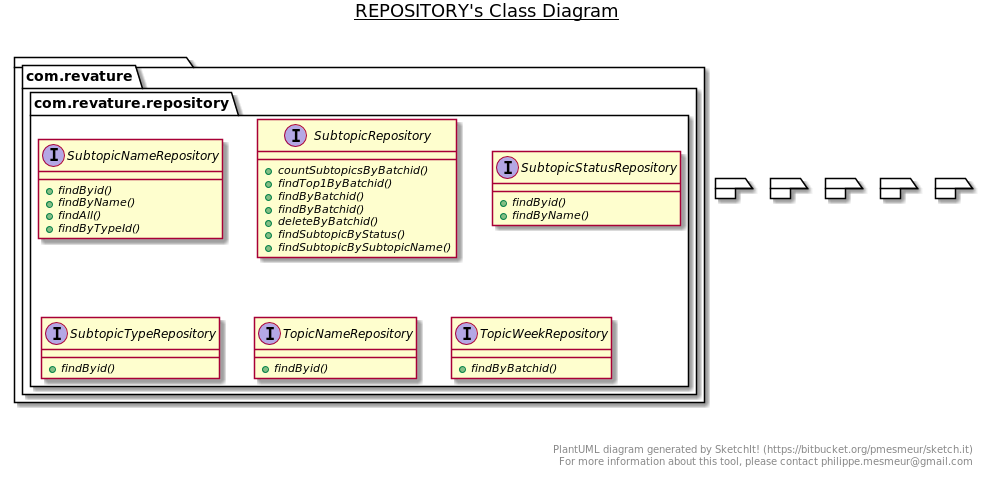 REPOSITORY's Class Diagram
com.revature
com.revature.repository
I SubtopicNameRepository
findByid()
findByName()
findAll()
findByTypeId()
I SubtopicRepository
countSubtopicsByBatchid()
findTop1ByBatchid()
findByBatchid()
findByBatchid()
deleteByBatchid()
findSubtopicByStatus()
findSubtopicBySubtopicName()
I SubtopicStatusRepository
findByid()
findByName()
I SubtopicTypeRepository
findByid()
I TopicNameRepository
findByid()
I TopicWeekRepository
findByBatchid()
PlantUML diagram generated by SketchIt! (https://bitbucket.org/pmesmeur/sketch.it)
For more information about this tool, please contact philippe.mesmeur@gmail.com